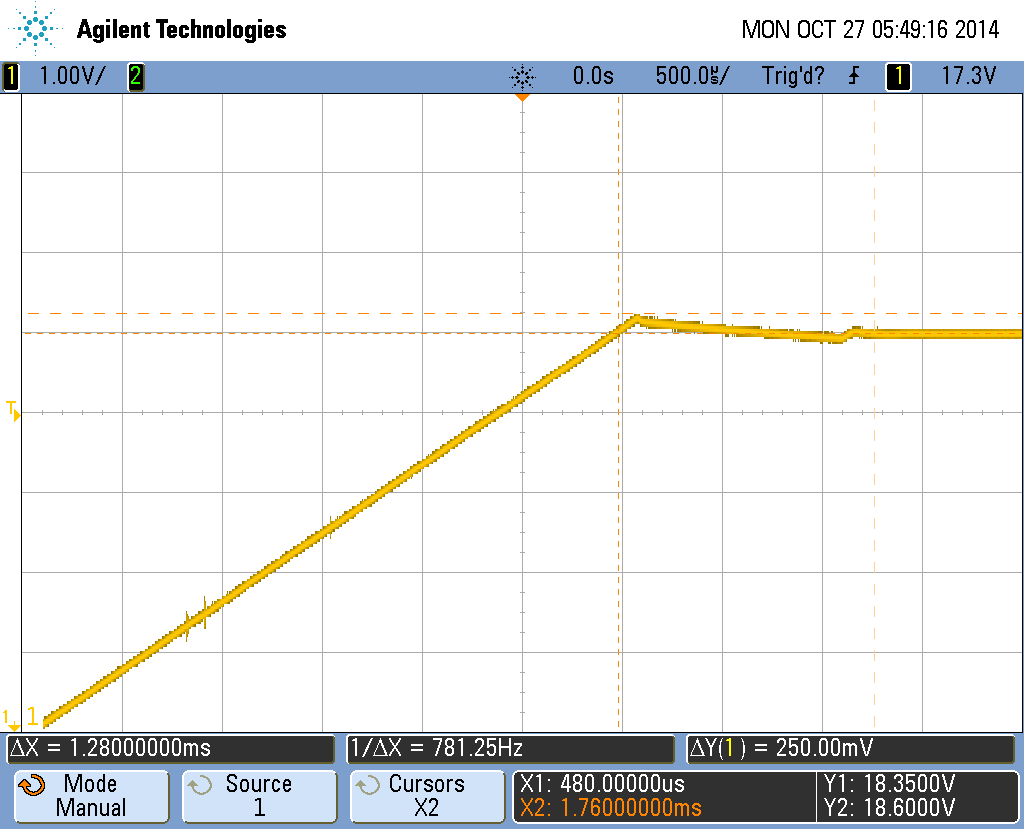 Agilent Technologies MON OCT 27 05:49:16 2014
1 1.00V/ 2 0.0s 500.0µs/ Trig'd? 1 17.3V
T
1 1
ΔX = 1.28000000ms 1/ΔX = 781.25Hz ΔY(1) = 250.00mV
Mode Source Cursors X1: 480.00000us Y1: 18.3500V
Manual 1 X2 X2: 1.76000000ms Y2: 18.6000V